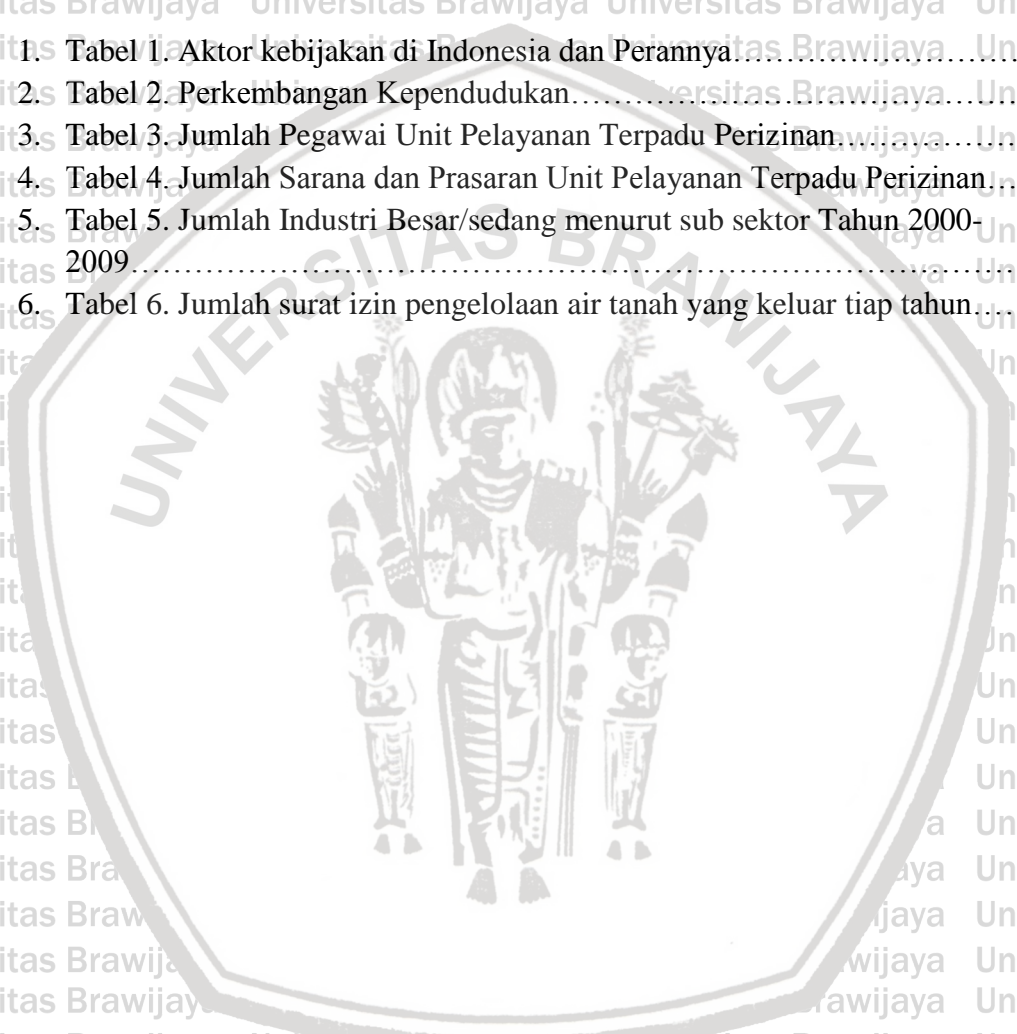 1. Tabel 1. Aktor kebijakan di Indonesia dan Perannya…………………………
2. Tabel 2. Perkembangan Kependudukan…………………………………………
3. Tabel 3. Jumlah Pegawai Unit Pelayanan Terpadu Perizinan…………………
4. Tabel 4. Jumlah Sarana dan Prasaran Unit Pelayanan Terpadu Perizinan…
5. Tabel 5. Jumlah Industri Besar/sedang menurut sub sektor Tahun 2000-
2009……………………………………………………………………………………
6. Tabel 6. Jumlah surat izin pengelolaan air tanah yang keluar tiap tahun….
UNIVERSITAS BRAWIJAYA